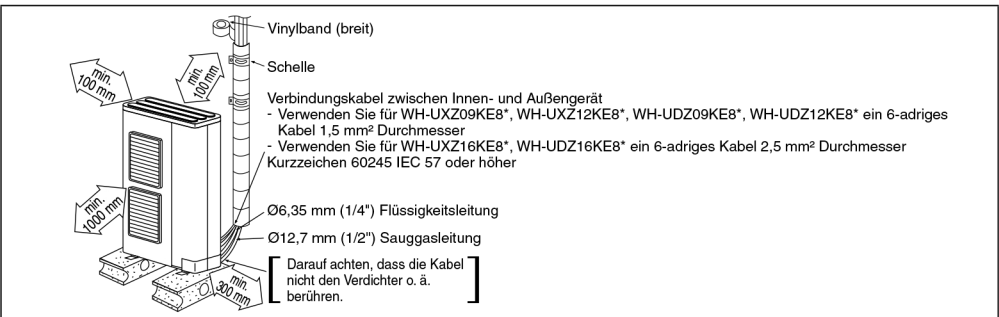 Vinylband (breit)
Schelle
min.
100 mm
min.
100 mm
Verbindungskabel zwischen Innen- und Außengerät
- Verwenden Sie für WH-UXZ09KE8*, WH-UXZ12KE8*, WH-UDZ09KE8*, WH-UDZ12KE8* ein 6-adriges
Kabel 1,5 mm² Durchmesser
- Verwenden Sie für WH-UXZ16KE8*, WH-UDZ16KE8* ein 6-adriges Kabel 2,5 mm² Durchmesser
Kurzzeichen 60245 IEC 57 oder höher
min.
1000 mm
Ø6,35 mm (1/4") Flüssigkeitsleitung
Ø12,7 mm (1/2") Sauggasleitung
Darauf achten, dass die Kabel
nicht den Verdichter o. ä.
berühren.
min.
300 mm